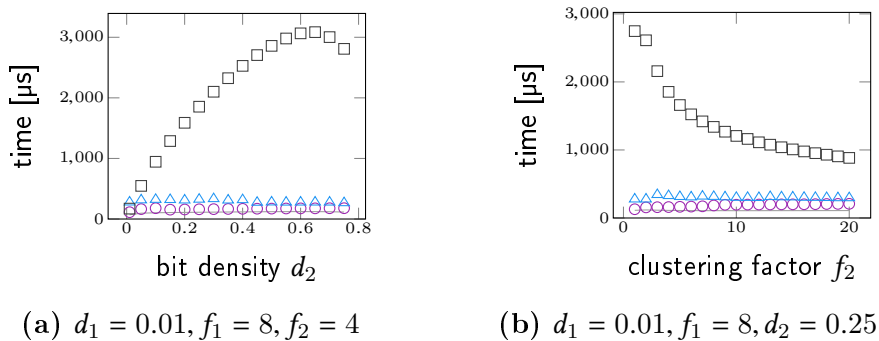 3,000
2,000
1,000
0
0 0.2 0.4 0.6 0.8
time [µs]
bit density d₂
(a) d₁ = 0.01, f₁ = 8, f₂ = 4
3,000
2,000
1,000
0
0 10 20
time [µs]
clustering factor f₂
(b) d₁ = 0.01, f₁ = 8, d₂ = 0.25